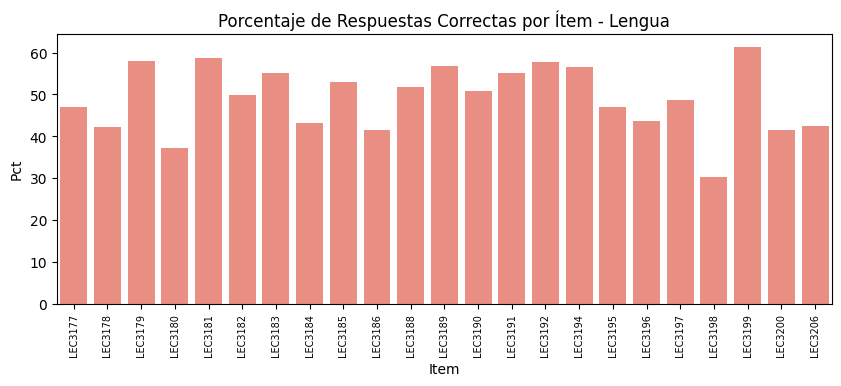 Porcentaje de Respuestas Correctas por Ítem - Lengua
Pct
60
50
40
30
20
10
0
LEC3177
LEC3178
LEC3179
LEC3180
LEC3181
LEC3182
LEC3183
LEC3184
LEC3185
LEC3186
LEC3188
LEC3189
LEC3190
LEC3191
LEC3192
LEC3194
LEC3195
LEC3196
LEC3197
LEC3198
LEC3199
LEC3200
LEC3206
Item